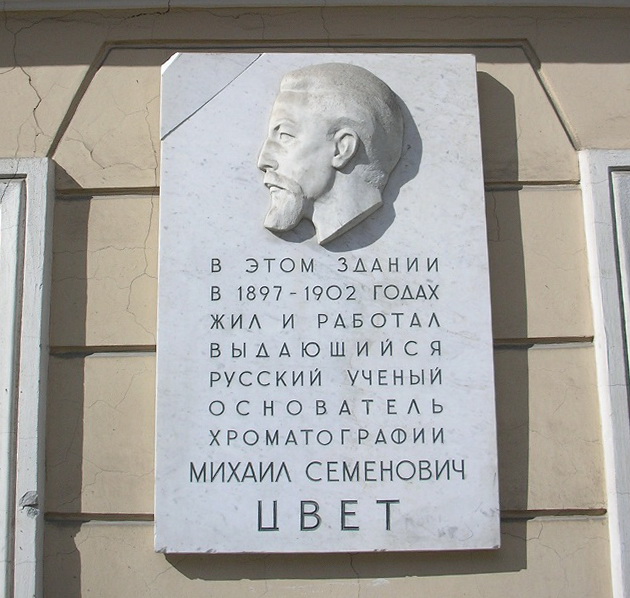 В ЭТОМ ЗДАНИИ
В 1897-1902 ГОДАХ
ЖИЛ И РАБОТАЛ
ВЫДАЮЩИЙСЯ
РУССКИЙ УЧЕНЫЙ
ОСНОВАТЕЛЬ
ХРОМАТОГРАФИИ
МИХАИЛ СЕМЕНОВИЧ
ЦВЕТ